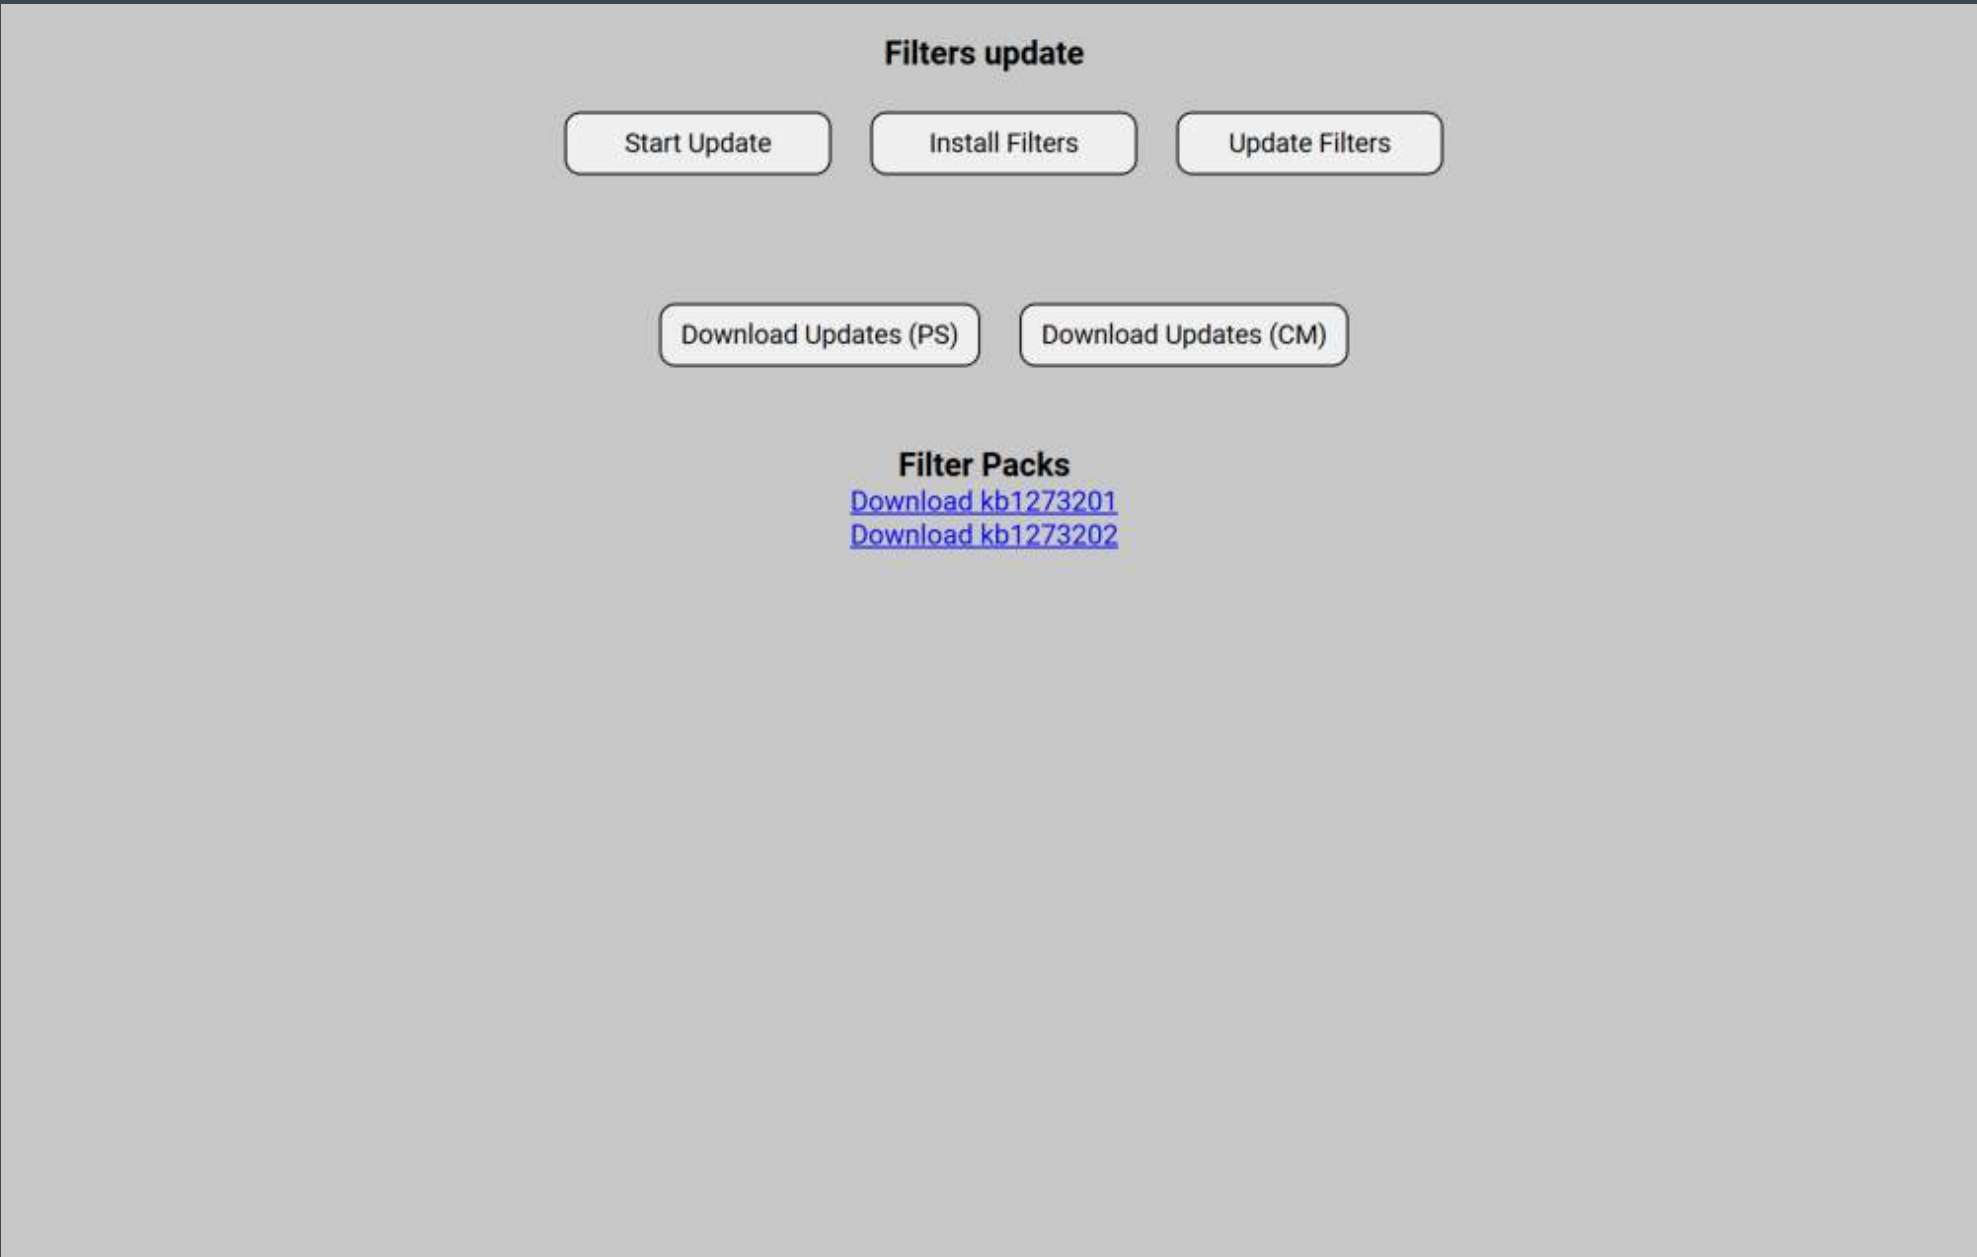 Filters update
Start Update Install Filters Update Filters
Download Updates (PS) Download Updates (CM)
Filter Packs
Download kb1273201
Download kb1273202